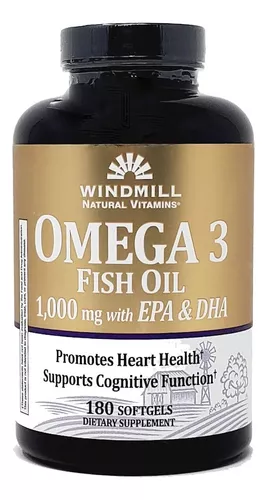 WINDMILL
NATURAL VITAMINS®
OMEGA 3
FISH OIL
1,000 mg with EPA & DHA
Promotes Heart Health†
Supports Cognitive Function†
180 SOFTGELS
DIETARY SUPPLEMENT